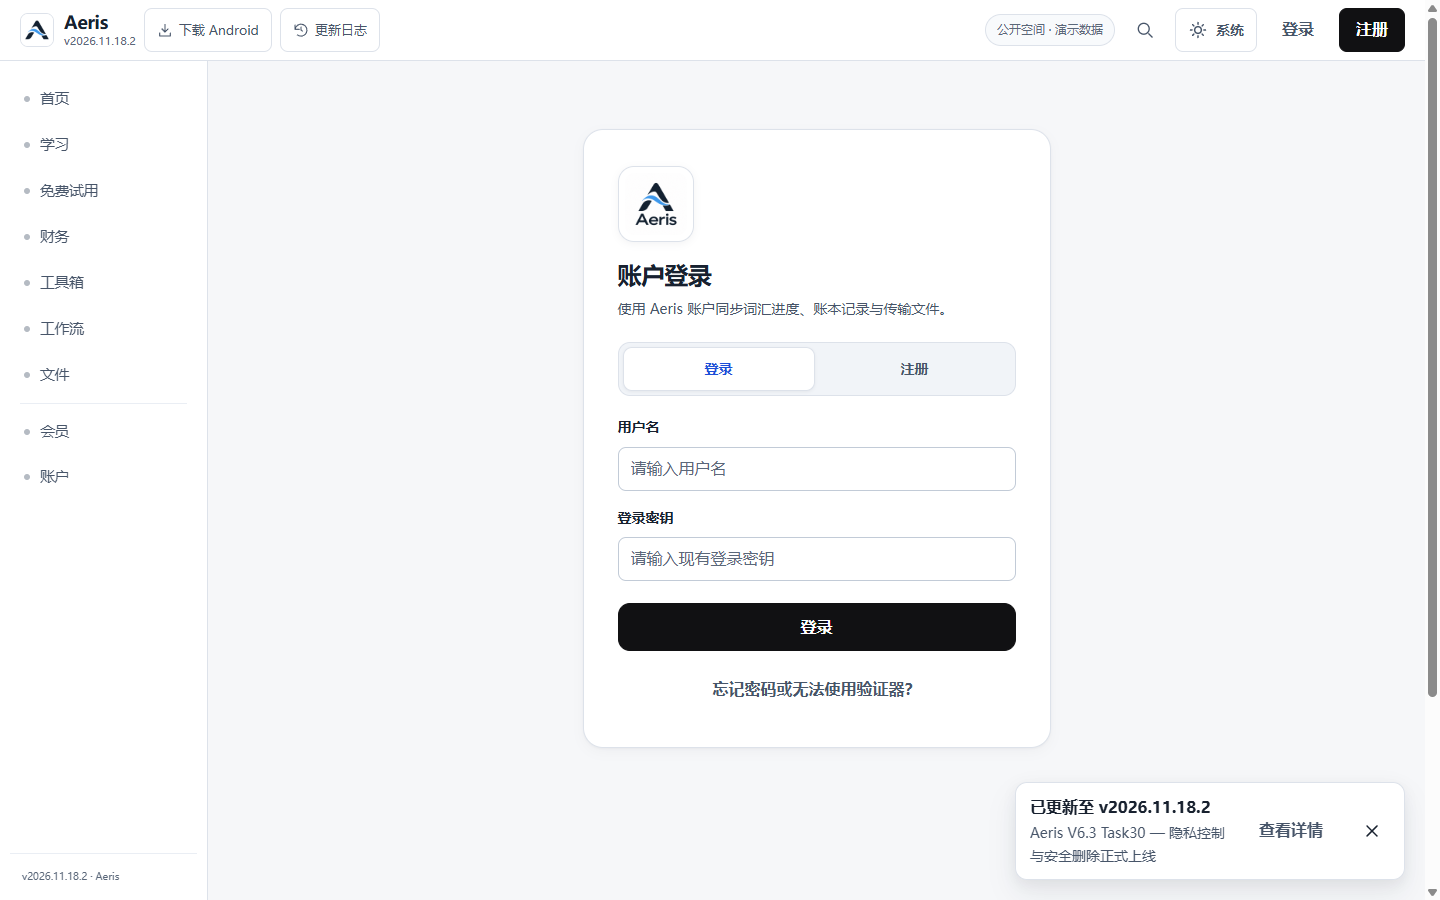 Aeris
v2026.11.18.2
下载 Android
更新日志
公开空间 · 演示数据
系统
登录
注册
首页
学习
免费试用
财务
工具箱
工作流
文件
会员
账户
v2026.11.18.2 · Aeris
Aeris
账户登录
使用 Aeris 账户同步词汇进度、账本记录与传输文件。
登录
注册
用户名
请输入用户名
登录密钥
请输入现有登录密钥
登录
忘记密码或无法使用验证器?
已更新至 v2026.11.18.2
Aeris V6.3 Task30 — 隐私控制
与安全删除正式上线
查看详情